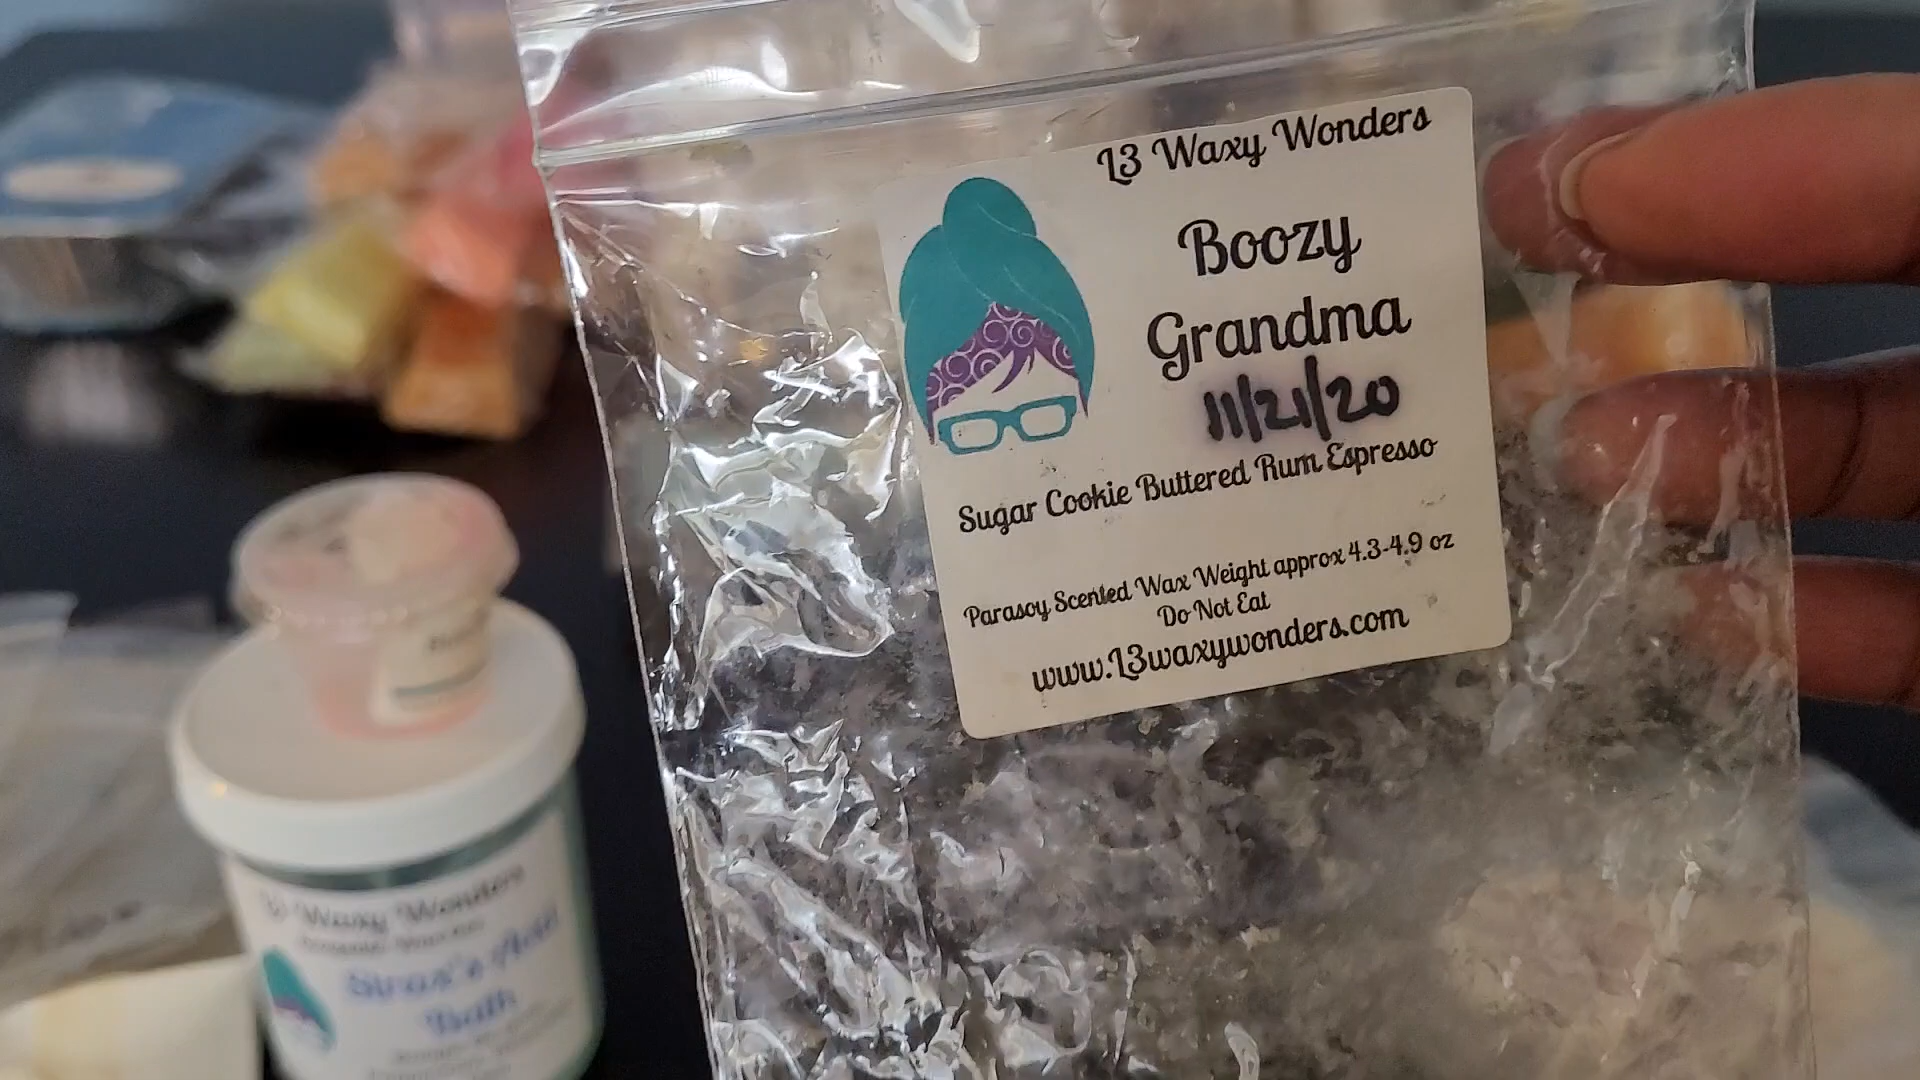 L3 Waxy Wonders
Boozy
Grandma
11/21/20
Sugar Cookie Buttered Rum Espresso
Parasoy Scented Wax Weight approx 4.3-4.9 oz
Do Not Eat
www.L3waxywonders.com
L3 Waxy Wonders
Bath